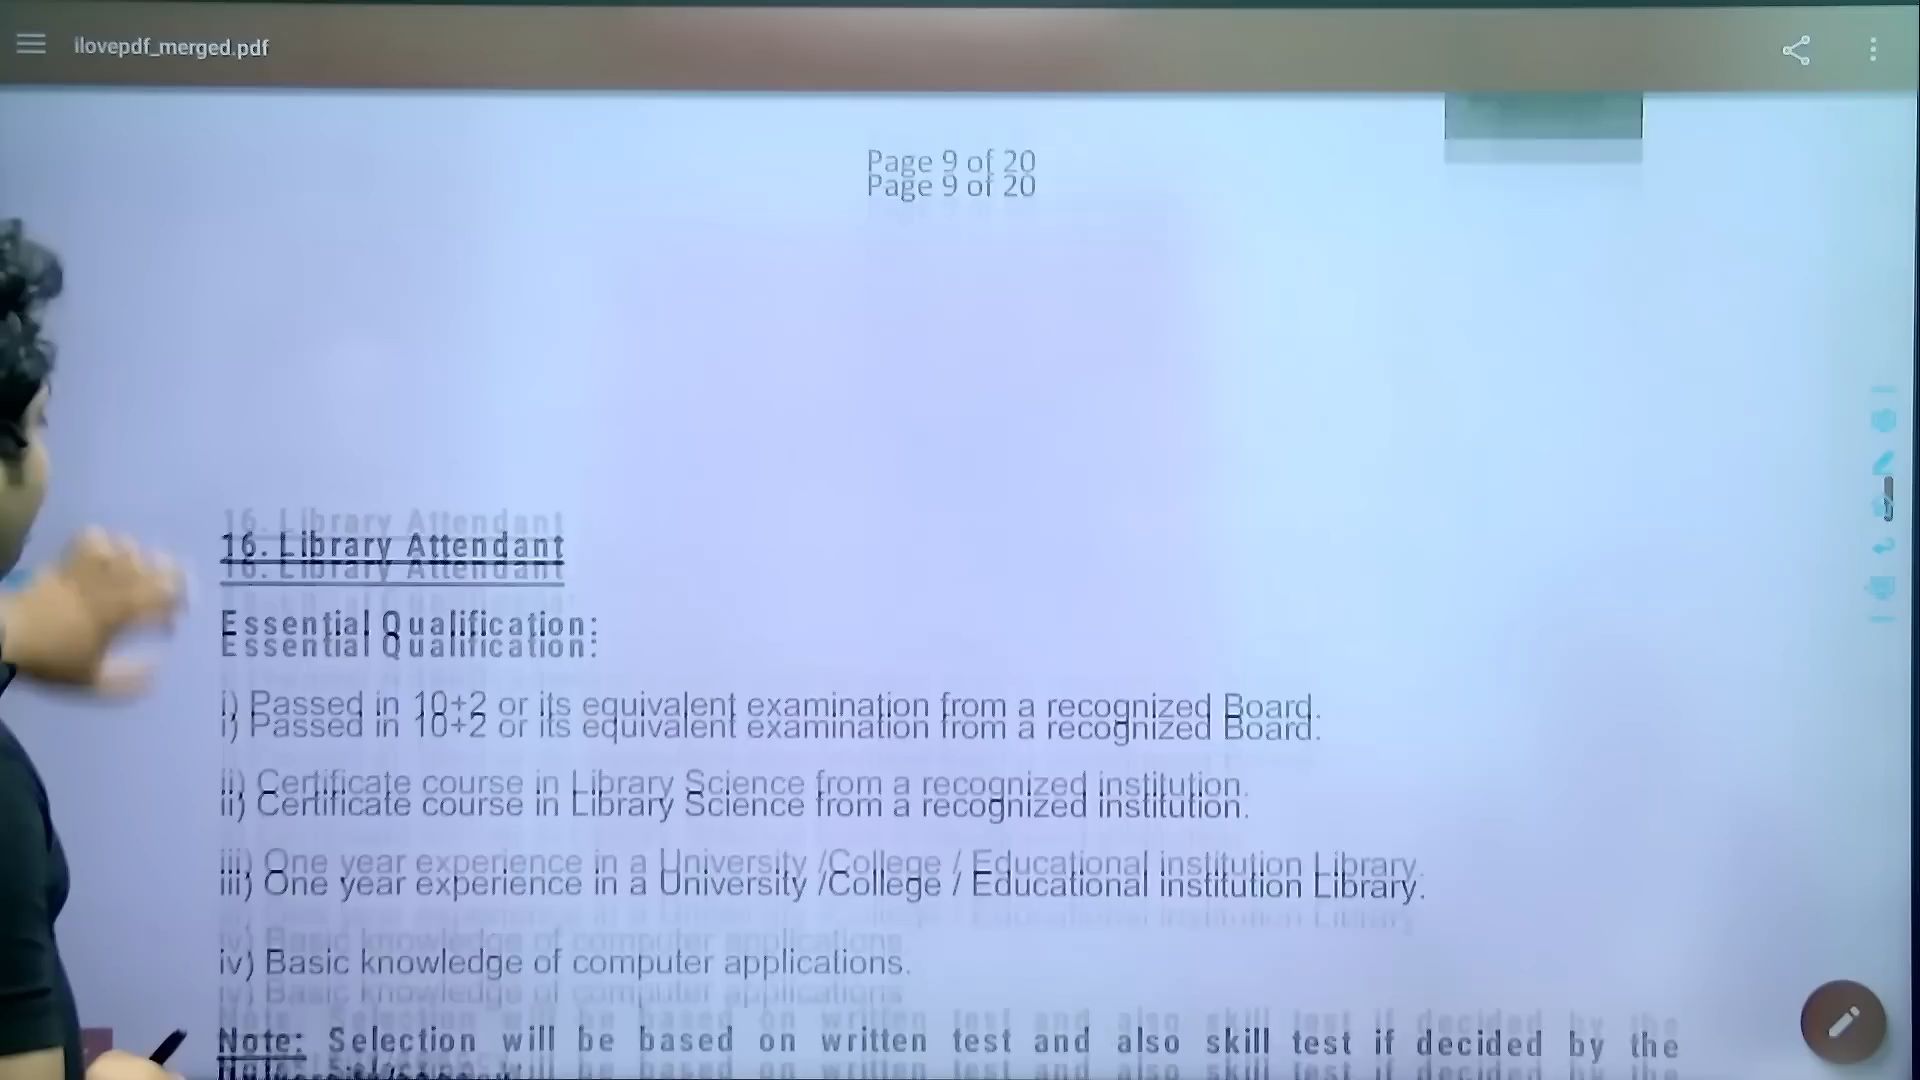 ilovepdf_merged.pdf
Page 9 of 20
16. Library Attendant
Essential Qualification:
i) Passed in 10+2 or its equivalent examination from a recognized Board.
ii) Certificate course in Library Science from a recognized institution.
iii) One year experience in a University /College / Educational institution Library.
iv) Basic knowledge of computer applications.
Note: Selection will be based on written test and also skill test if decided by the